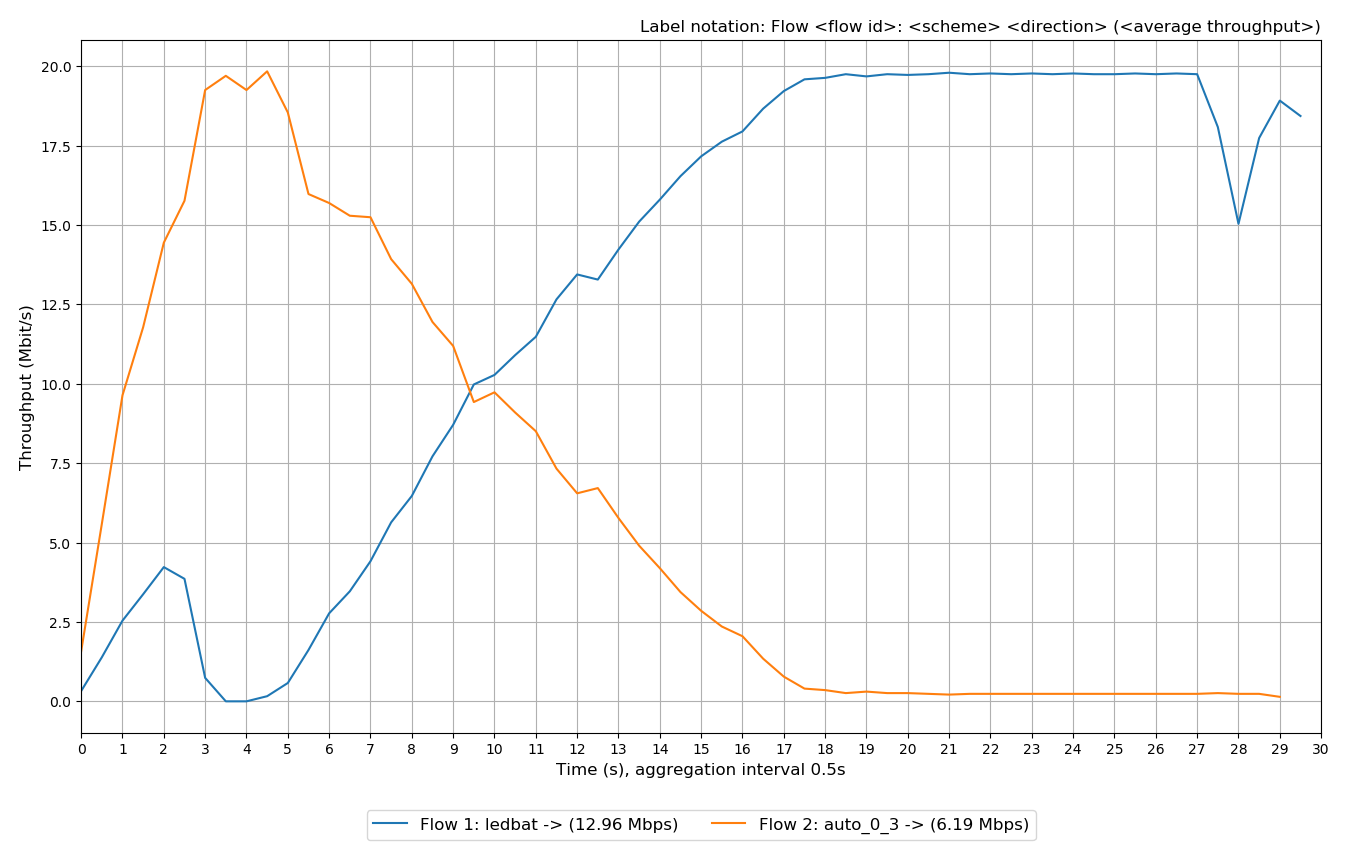 Label notation: Flow <flow id>: <scheme> <direction> (<average throughput>)
20.0
17.5
15.0
12.5
10.0
7.5
5.0
2.5
0.0
Throughput (Mbit/s)
0 1 2 3 4 5 6 7 8 9 10 11 12 13 14 15 16 17 18 19 20 21 22 23 24 25 26 27 28 29 30
Time (s), aggregation interval 0.5s
Flow 1: ledbat -> (12.96 Mbps) Flow 2: auto_0_3 -> (6.19 Mbps)